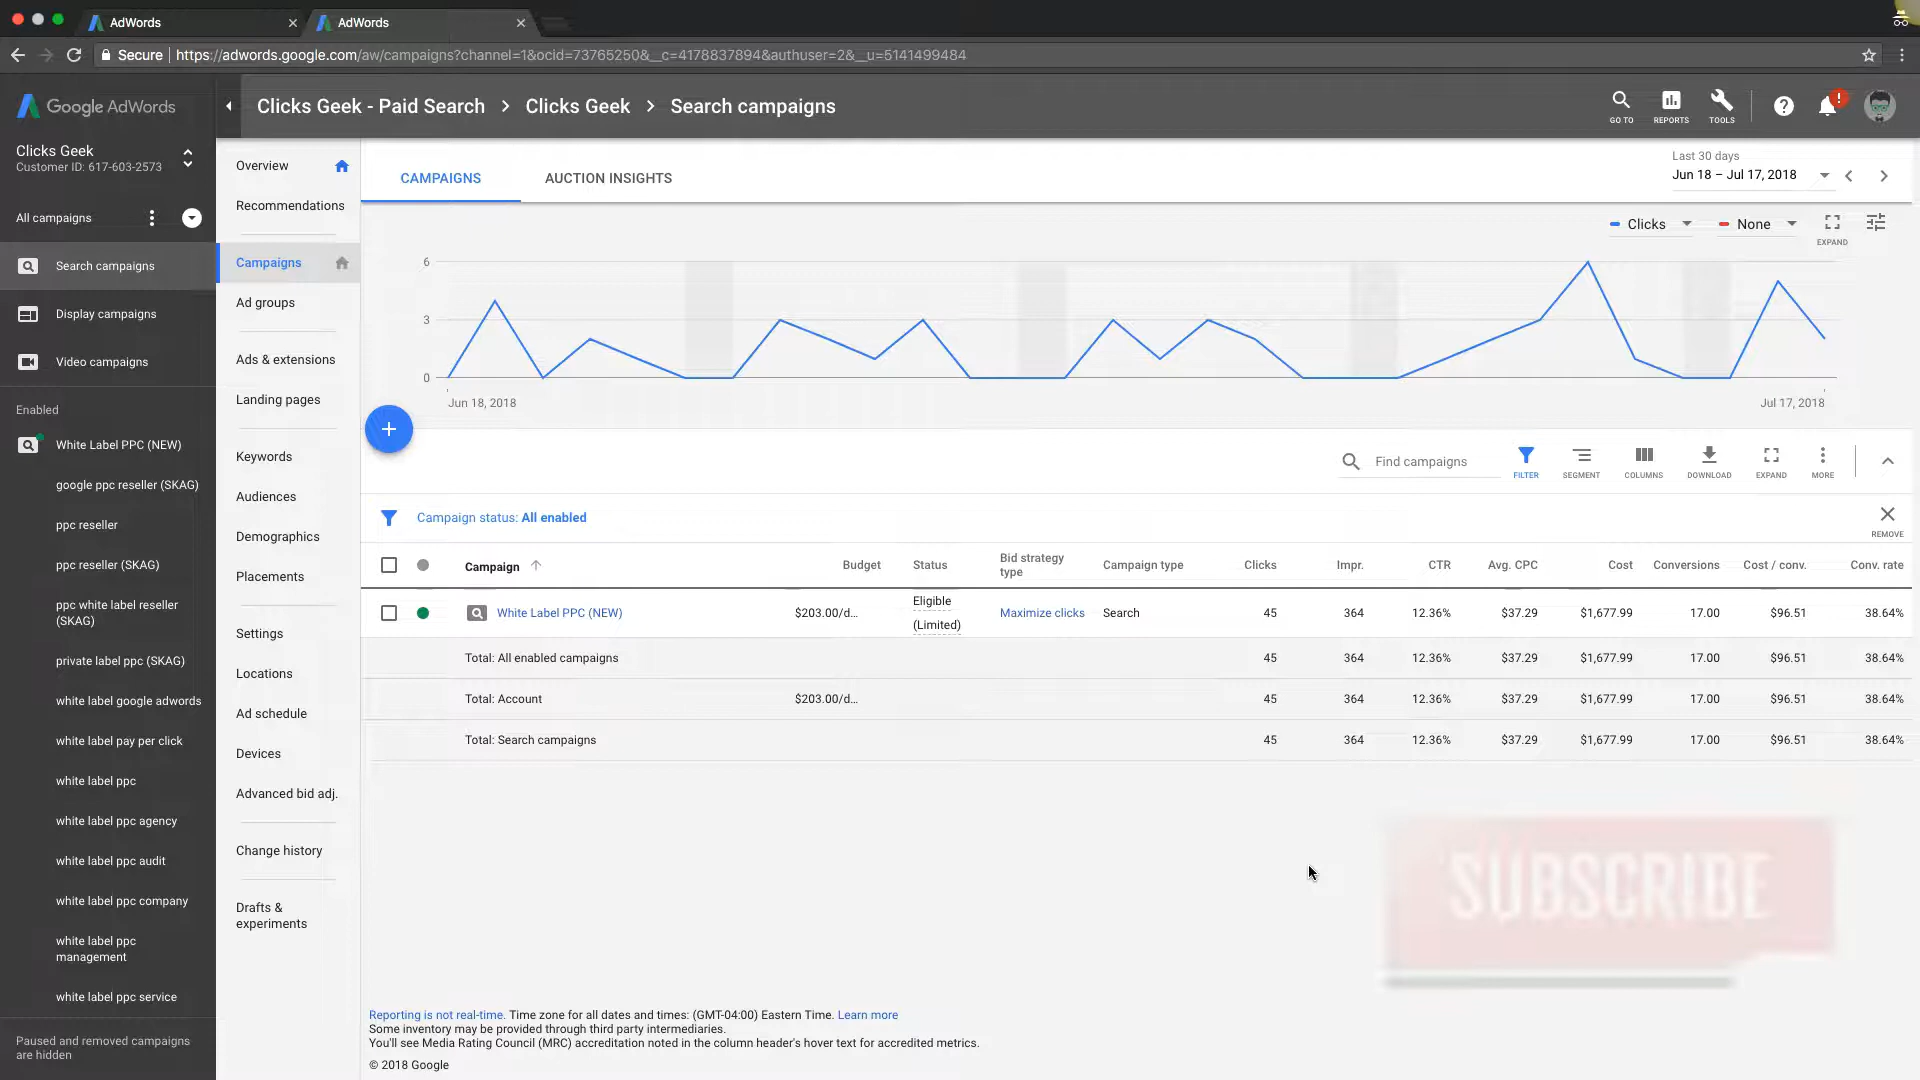 AdWords
AdWords
Secure
https://adwords.google.com/aw/campaigns?channel=1&ocid=73765250&__c=4178837894&authuser=2&__u=5141499484
Google AdWords
Clicks Geek - Paid Search > Clicks Geek > Search campaigns
GO TO
REPORTS
TOOLS
Clicks Geek
Customer ID: 617-603-2573
All campaigns
Search campaigns
Display campaigns
Video campaigns
Enabled
White Label PPC (NEW)
google ppc reseller (SKAG)
ppc reseller
ppc reseller (SKAG)
ppc white label reseller
(SKAG)
private label ppc (SKAG)
white label google adwords
white label pay per click
white label ppc
white label ppc agency
white label ppc audit
white label ppc company
white label ppc
management
white label ppc service
Paused and removed campaigns
are hidden
Overview
Recommendations
Campaigns
Ad groups
Ads & extensions
Landing pages
Keywords
Audiences
Demographics
Placements
Settings
Locations
Ad schedule
Devices
Advanced bid adj.
Change history
Drafts &
experiments
CAMPAIGNS
AUCTION INSIGHTS
Last 30 days
Jun 18 – Jul 17, 2018
Clicks
None
EXPAND
6
3
0
Jun 18, 2018
Jul 17, 2018
Find campaigns
FILTER
SEGMENT
COLUMNS
DOWNLOAD
EXPAND
MORE
Campaign status: All enabled
REMOVE
Campaign Budget Status Bid strategy type Campaign type Clicks Impr. CTR Avg. CPC Cost Conversions Cost / conv. Conv. rate
White Label PPC (NEW) $203.00/d... Eligible (Limited) Maximize clicks Search 45 364 12.36% $37.29 $1,677.99 17.00 $96.51 38.64%
Total: All enabled campaigns 45 364 12.36% $37.29 $1,677.99 17.00 $96.51 38.64%
Total: Account $203.00/d... 45 364 12.36% $37.29 $1,677.99 17.00 $96.51 38.64%
Total: Search campaigns 45 364 12.36% $37.29 $1,677.99 17.00 $96.51 38.64%
SUBSCRIBE
Reporting is not real-time. Time zone for all dates and times: (GMT-04:00) Eastern Time. Learn more
Some inventory may be provided through third party intermediaries.
You'll see Media Rating Council (MRC) accreditation noted in the column header's hover text for accredited metrics.
© 2018 Google